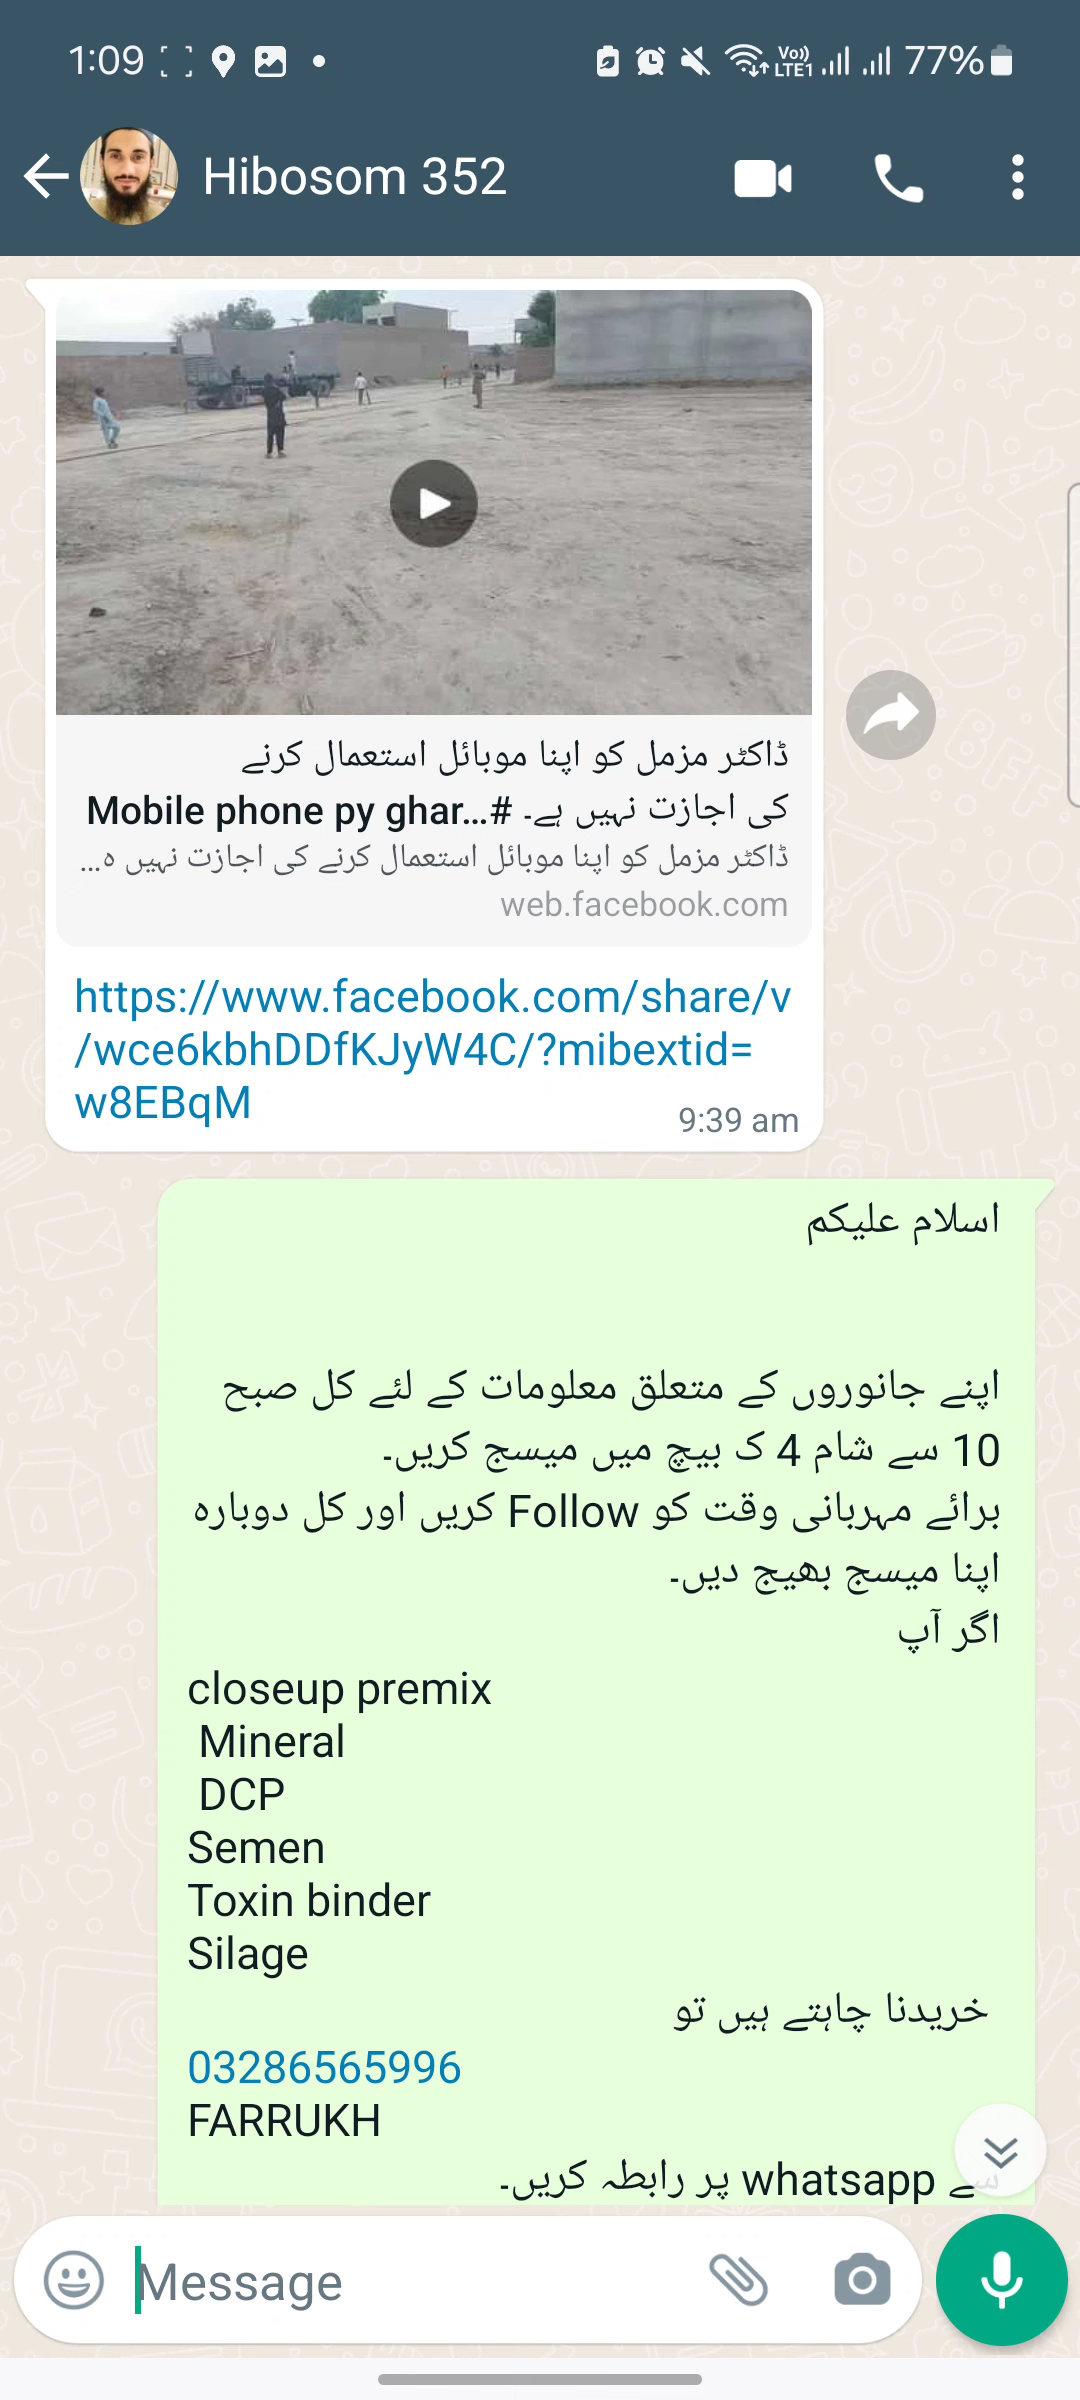 1:09 Vo)) LTE1 77%
Hibosom 352
ڈاکٹر مزمل کو اپنا موبائل استعمال کرنے
کی اجازت نہیں ہے۔ #...Mobile phone py ghar
ڈاکٹر مزمل کو اپنا موبائل استعمال کرنے کی اجازت نہیں ہ...
web.facebook.com
https://www.facebook.com/share/v
/wce6kbhDDfKJyW4C/?mibextid=
w8EBqM
9:39 am
اسلام علیکم
اپنے جانوروں کے متعلق معلومات کے لئے کل صبح
10 سے شام 4 ک بیچ میں میسج کریں۔
برائے مہربانی وقت کو Follow کریں اور کل دوبارہ
اپنا میسج بھیج دیں۔
اگر آپ
closeup premix
Mineral
DCP
Semen
Toxin binder
Silage
خریدنا چاہتے ہیں تو
03286565996
FARRUKH
سے whatsapp پر رابطہ کریں۔
Message